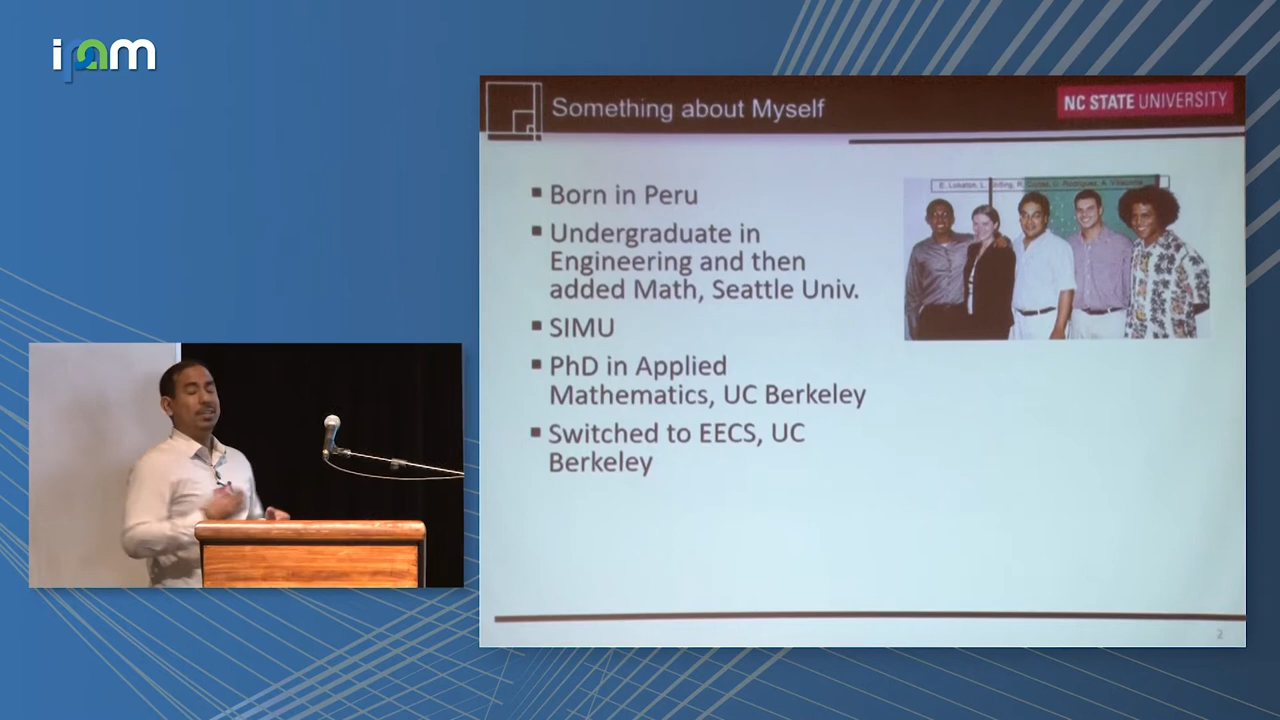 ipam
Something about Myself
NC STATE UNIVERSITY
▪ Born in Peru
▪ Undergraduate in
Engineering and then
added Math, Seattle Univ.
▪ SIMU
▪ PhD in Applied
Mathematics, UC Berkeley
▪ Switched to EECS, UC
Berkeley
E. Lobaton, L.
2